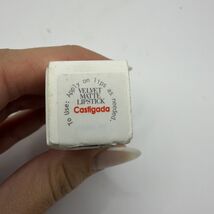 To Use: Apply on lips as needed.
VELVET
MATTE
LIPSTICK
Castigada